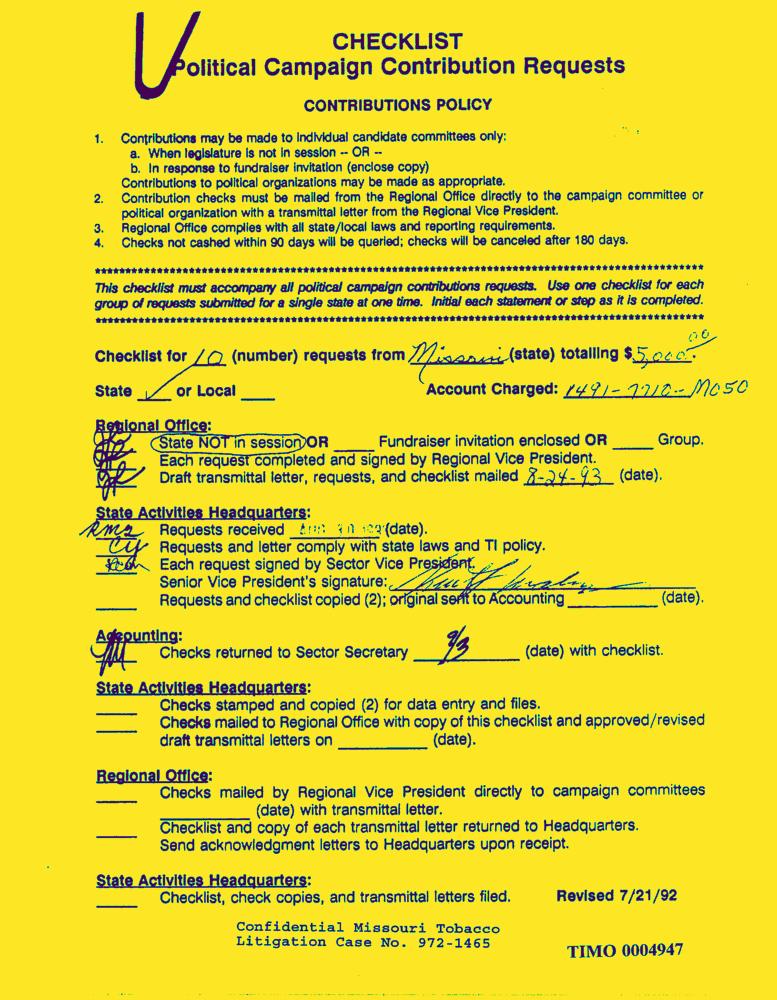 CHECKLIST
Political Campaign Contribution Requests
CONTRIBUTIONS POLICY
1. Contributions may be made to individual candidate committees only:
a. When legislature is not in session -- OR --
b. In response to fundraiser invitation (enclose copy)
Contributions to political organizations may be made as appropriate.
2. Contribution checks must be mailed from the Regional Office directly to the campaign committee or
political organization with a transmittal letter from the Regional Vice President.
3. Regional Office complies with all state/local laws and reporting requirements.
4. Checks not cashed within 90 days will be queried; checks will be canceled after 180 days.
This checklist must accompany all political campaign contributions requests. Use one checklist for each
group of requests submitted for a single state at one time. Initial each statement or step as it is completed.
Checklist for 10 (number) requests from Missouri (state) totalling $5,000.00
State ✓ or Local ____ Account Charged: 1491-7710-MO50
Regional Office:
State NOT in session OR ____ Fundraiser invitation enclosed OR ____ Group.
Each request completed and signed by Regional Vice President.
Draft transmittal letter, requests, and checklist mailed 8-24-93 (date).
State Activities Headquarters:
RMS Requests received (date).
Requests and letter comply with state laws and TI policy.
Each request signed by Sector Vice President.
Senior Vice President's signature:
____ Requests and checklist copied (2); original sent to Accounting ____ (date).
Accounting:
Checks returned to Sector Secretary 9/3 (date) with checklist.
State Activities Headquarters:
____ Checks stamped and copied (2) for data entry and files.
____ Checks mailed to Regional Office with copy of this checklist and approved/revised
draft transmittal letters on ____ (date).
Regional Office:
____ Checks mailed by Regional Vice President directly to campaign committees
____ (date) with transmittal letter.
____ Checklist and copy of each transmittal letter returned to Headquarters.
Send acknowledgment letters to Headquarters upon receipt.
State Activities Headquarters:
____ Checklist, check copies, and transmittal letters filed. Revised 7/21/92
Confidential Missouri Tobacco
Litigation Case No. 972-1465
TIMO 0004947